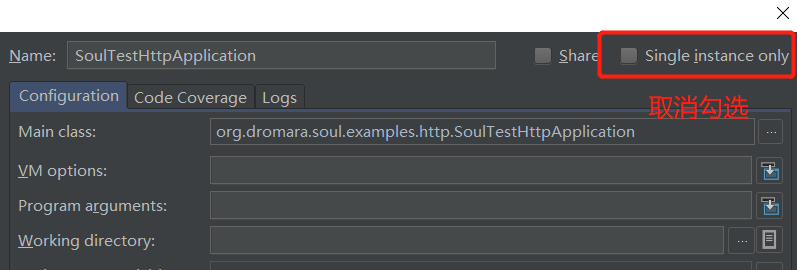 Name: SoulTestHttpApplication Share Single instance only
取消勾选
Configuration Code Coverage Logs
Main class: org.dromara.soul.examples.http.SoulTestHttpApplication ...
VM options:
Program arguments:
Working directory: ...